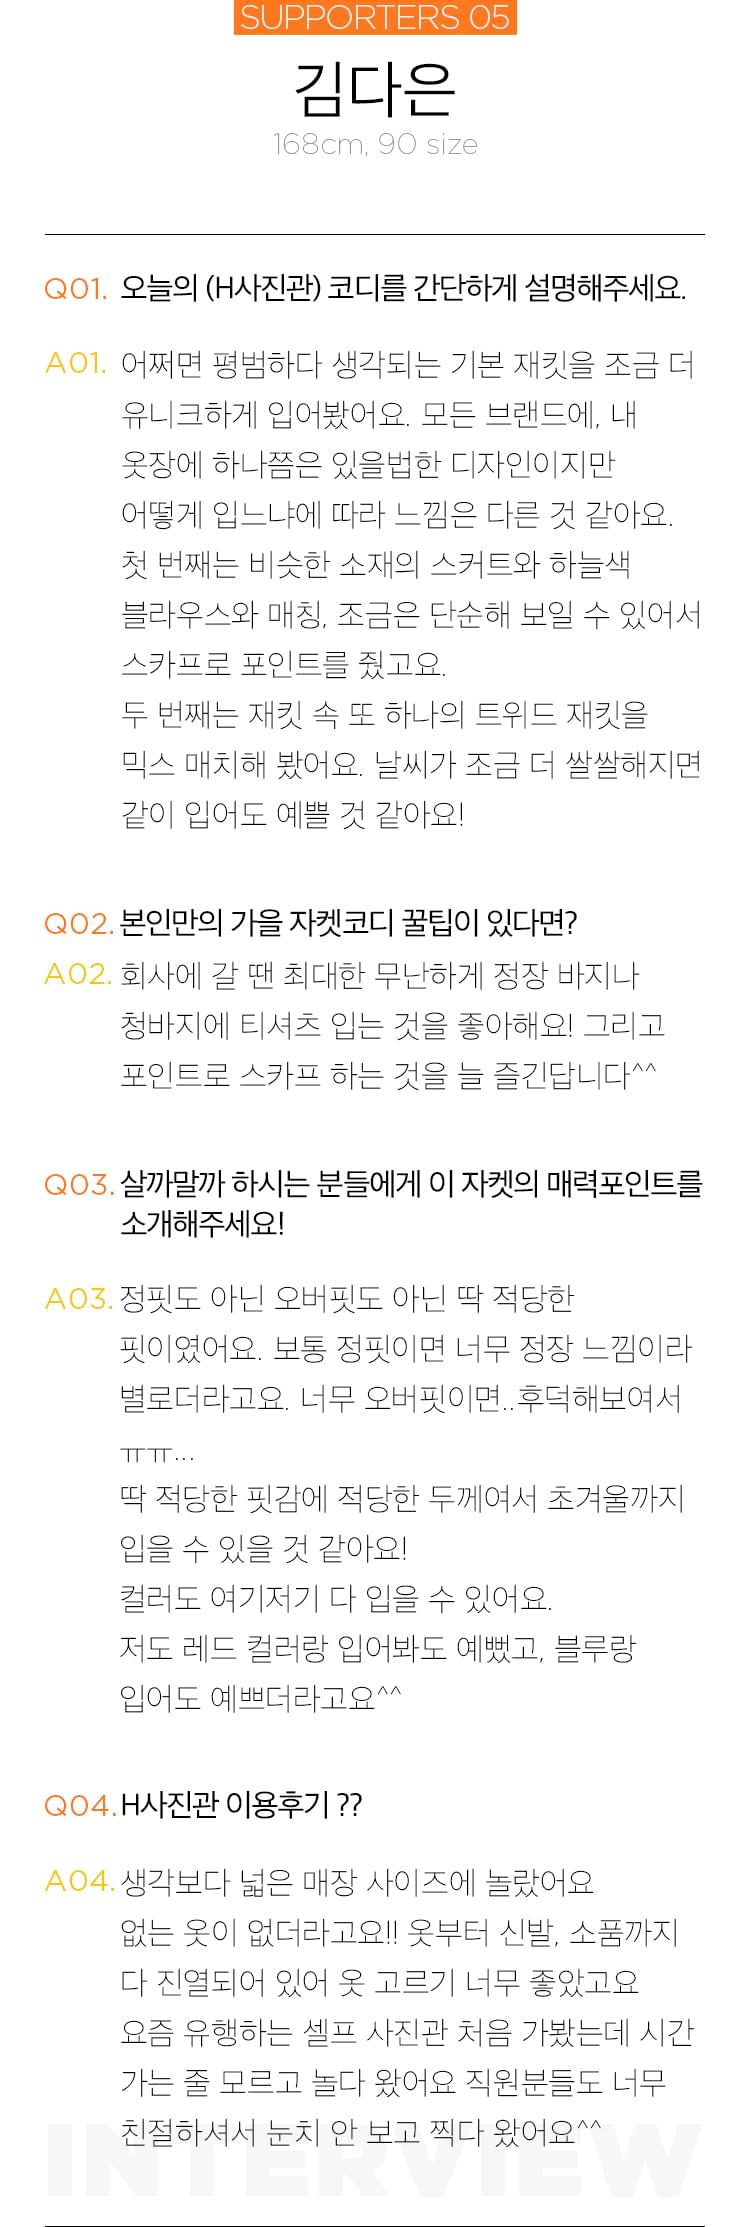 SUPPORTERS 05
김다은
168cm, 90 size
Q01. 오늘의 (H사진관) 코디를 간단하게 설명해주세요.
A01. 어쩌면 평범하다 생각되는 기본 재킷을 조금 더
유니크하게 입어봤어요. 모든 브랜드에, 내
옷장에 하나쯤은 있을법한 디자인이지만
어떻게 입느냐에 따라 느낌은 다른 것 같아요.
첫 번째는 비슷한 소재의 스커트와 하늘색
블라우스와 매칭, 조금은 단순해 보일 수 있어서
스카프로 포인트를 줬고요.
두 번째는 재킷 속 또 하나의 트위드 재킷을
믹스 매치해 봤어요. 날씨가 조금 더 쌀쌀해지면
같이 입어도 예쁠 것 같아요!
Q02. 본인만의 가을 자켓코디 꿀팁이 있다면?
A02. 회사에 갈 땐 최대한 무난하게 정장 바지나
청바지에 티셔츠 입는 것을 좋아해요! 그리고
포인트로 스카프 하는 것을 늘 즐긴답니다^^
Q03. 살까말까 하시는 분들에게 이 자켓의 매력포인트를
소개해주세요!
A03. 정핏도 아닌 오버핏도 아닌 딱 적당한
핏이였어요. 보통 정핏이면 너무 정장 느낌이라
별로더라고요. 너무 오버핏이면..후덕해보여서
ㅠㅠ...
딱 적당한 핏감에 적당한 두께여서 초겨울까지
입을 수 있을 것 같아요!
컬러도 여기저기 다 입을 수 있어요.
저도 레드 컬러랑 입어봐도 예뻤고, 블루랑
입어도 예쁘더라고요^^
Q04. H사진관 이용후기 ??
A04. 생각보다 넓은 매장 사이즈에 놀랐어요
없는 옷이 없더라고요!! 옷부터 신발, 소품까지
다 진열되어 있어 옷 고르기 너무 좋았고요
요즘 유행하는 셀프 사진관 처음 가봤는데 시간
가는 줄 모르고 놀다 왔어요 직원분들도 너무
친절하셔서 눈치 안 보고 찍다 왔어요^^
INTERVIEW